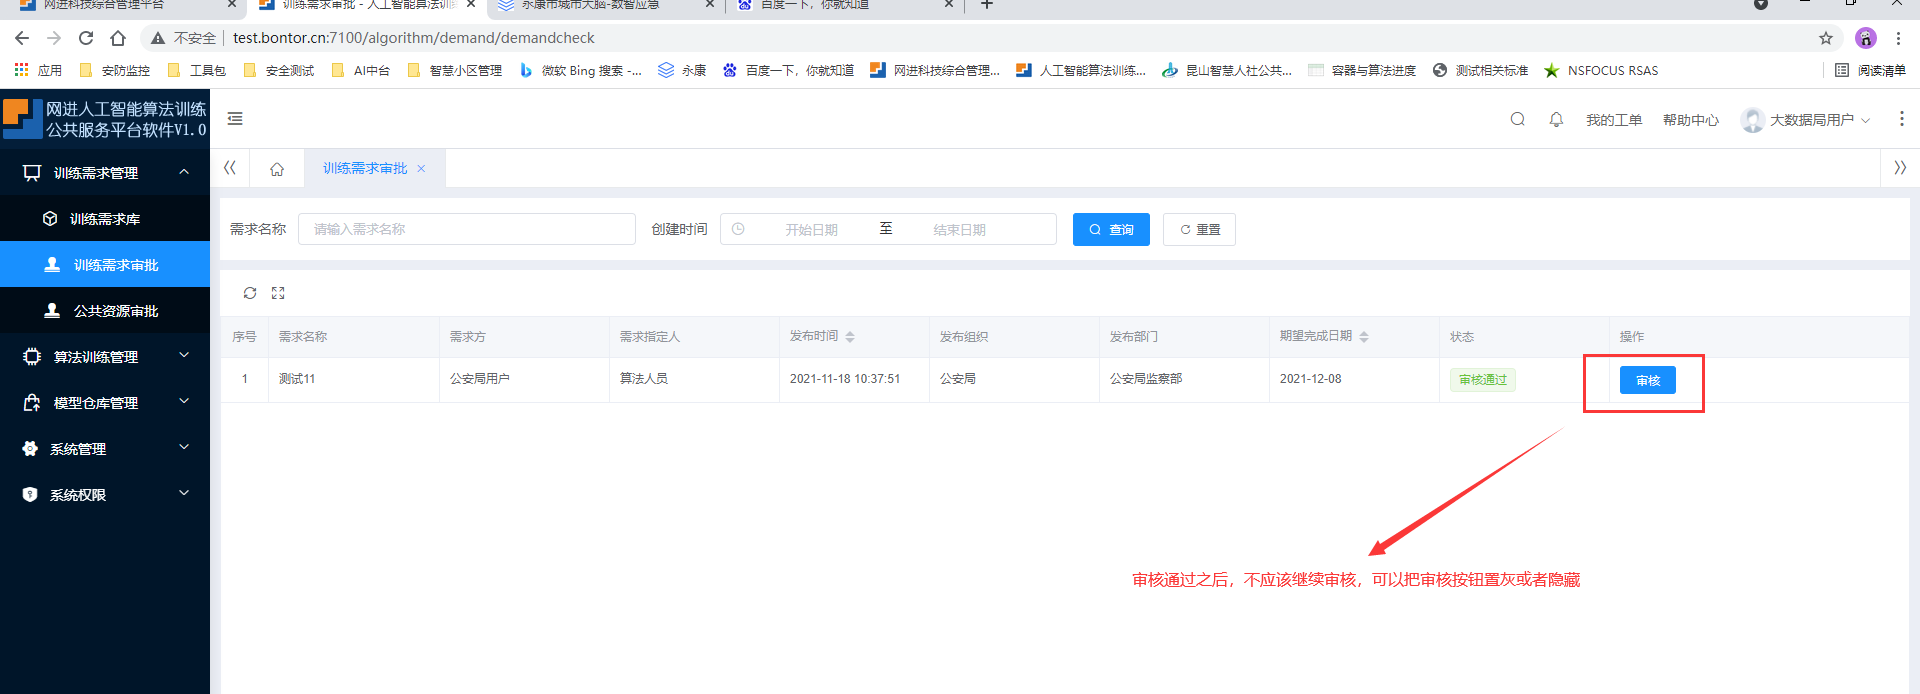 网进科技综合管理平台
训练需求审批 - 人工智能算法训练
永康市城市大脑-数智应急
百度一下，你就知道
不安全 test.bontor.cn:7100/algorithm/demand/demandcheck
应用 安防监控 工具包 安全测试 AI中台 智慧小区管理 微软 Bing 搜索 -... 永康 百度一下，你就知道 网进科技综合管理... 人工智能算法训练... 昆山智慧人社公共... 容器与算法进度 测试相关标准 NSFOCUS RSAS 阅读清单
网进人工智能算法训练
公共服务平台软件V1.0
我的工单 帮助中心 大数据局用户
训练需求管理
训练需求库
训练需求审批
公共资源审批
算法训练管理
模型仓库管理
系统管理
系统权限
训练需求审批
需求名称 请输入需求名称 创建时间 开始日期 至 结束日期 查询 重置
序号 需求名称 需求方 需求指定人 发布时间 发布组织 发布部门 期望完成日期 状态 操作
1 测试11 公安局用户 算法人员 2021-11-18 10:37:51 公安局 公安局监察部 2021-12-08 审核通过 审核
审核通过之后，不应该继续审核，可以把审核按钮置灰或者隐藏